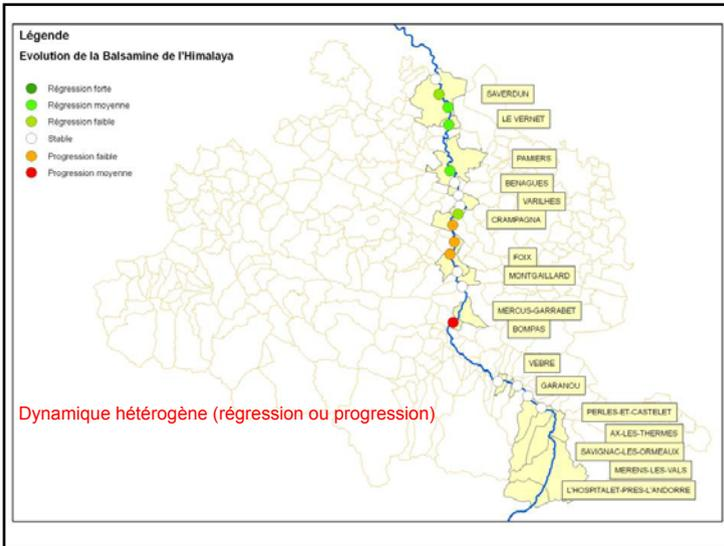 Légende
Evolution de la Balsamine de l'Himalaya
Régression forte
Régression moyenne
Régression faible
Stable
Progression faible
Progression moyenne
SAVERDUN
LE VERNET
PAMIERS
BENAGUES
VARILHES
CRAMPAGNA
FOIX
MONTGAILLARD
MERCUS-GARRABET
BOMPAS
VEBRE
GARANOU
PERLES-ET-CASTELET
AX-LES-THERMES
SAVIGNAC-LES-ORMEAUX
MERENS-LES-VALS
L'HOSPITALET-PRES-L'ANDORRE
Dynamique hétérogène (régression ou progression)